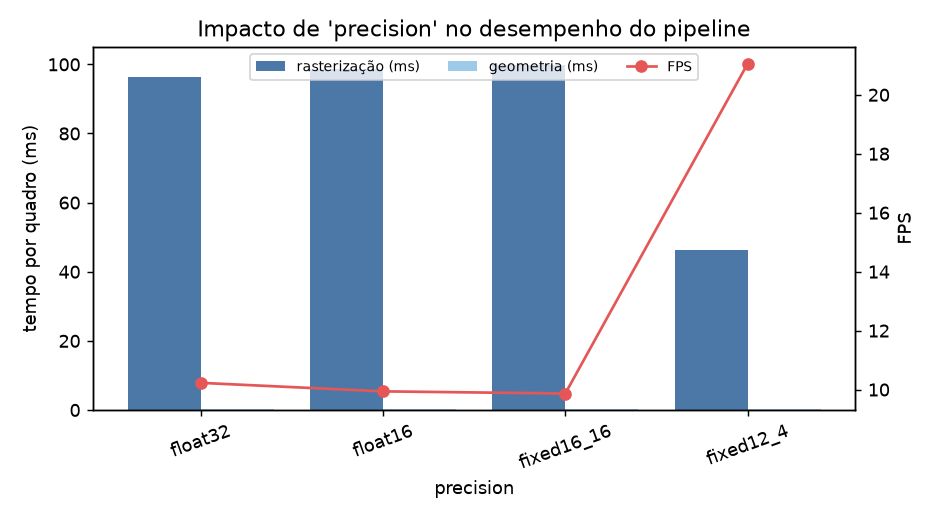 Impacto de 'precision' no desempenho do pipeline
rasterização (ms) geometria (ms) FPS
tempo por quadro (ms)
100
80
60
40
20
0
20
18
16
14
12
10
FPS
float32 float16 fixed16_16 fixed12_4
precision